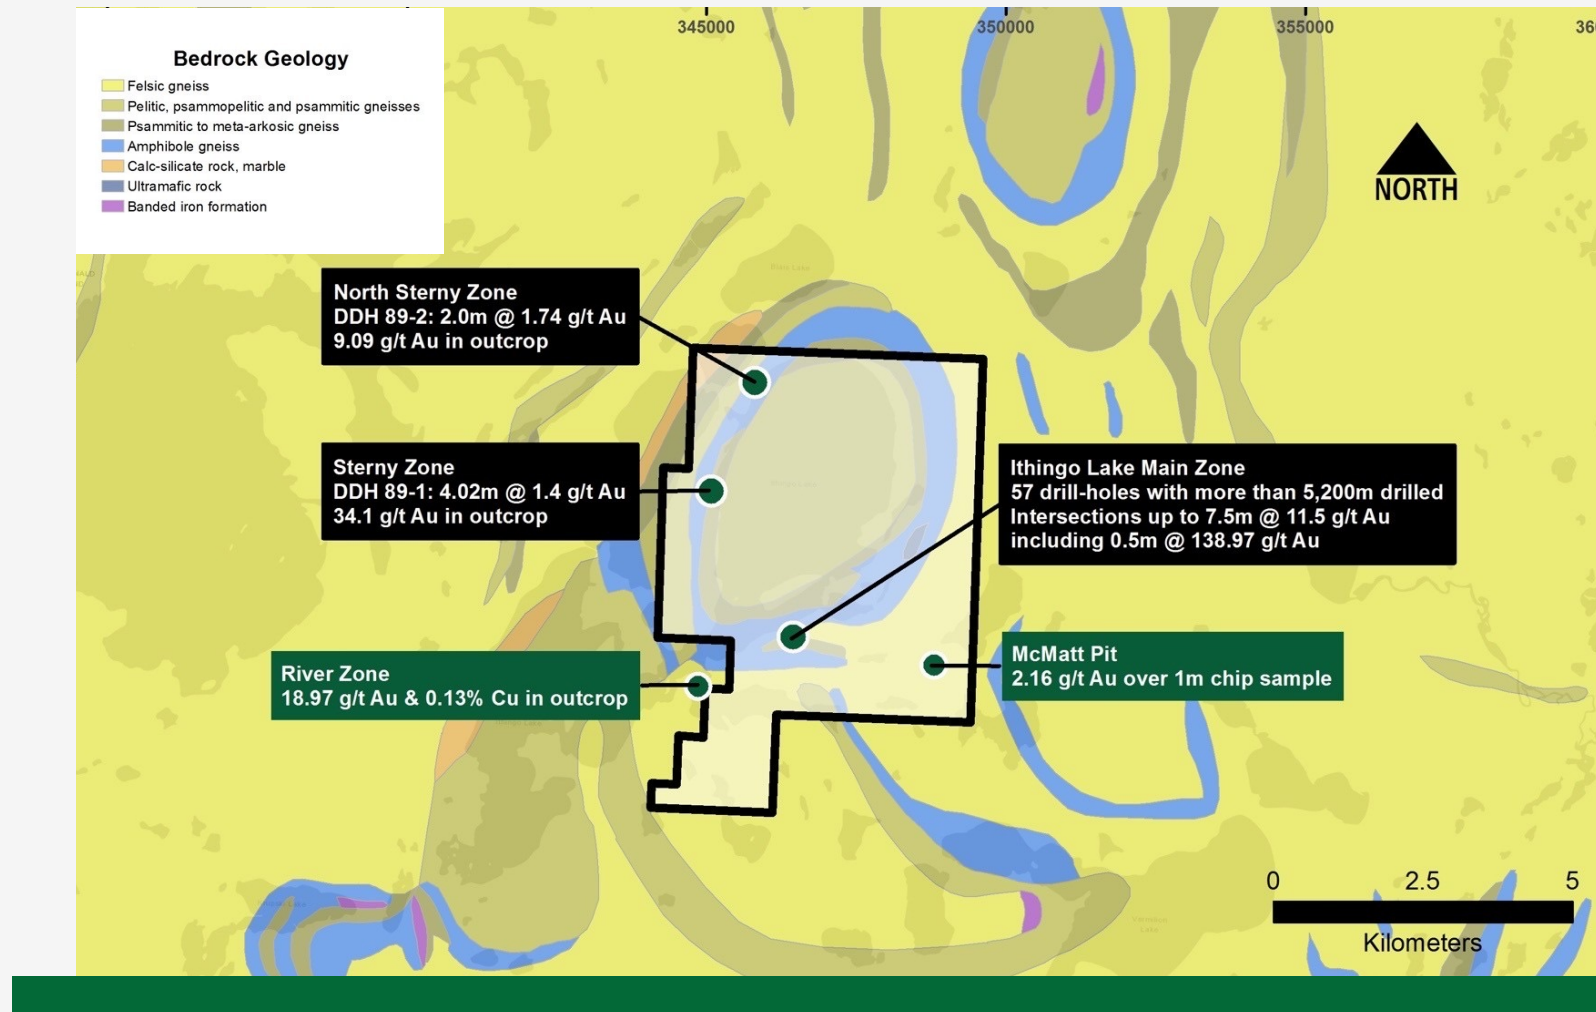 345000
350000
355000
Bedrock Geology
Felsic gneiss
Pelitic, psammopelitic and psammitic gneisses
Psammitic to meta-arkosic gneiss
Amphibole gneiss
Calc-silicate rock, marble
Ultramafic rock
Banded iron formation
NORTH
North Sterny Zone
DDH 89-2: 2.0m @ 1.74 g/t Au
9.09 g/t Au in outcrop
Sterny Zone
DDH 89-1: 4.02m @ 1.4 g/t Au
34.1 g/t Au in outcrop
Ithingo Lake Main Zone
57 drill-holes with more than 5,200m drilled
Intersections up to 7.5m @ 11.5 g/t Au
including 0.5m @ 138.97 g/t Au
River Zone
18.97 g/t Au & 0.13% Cu in outcrop
McMatt Pit
2.16 g/t Au over 1m chip sample
0 2.5 5
Kilometers